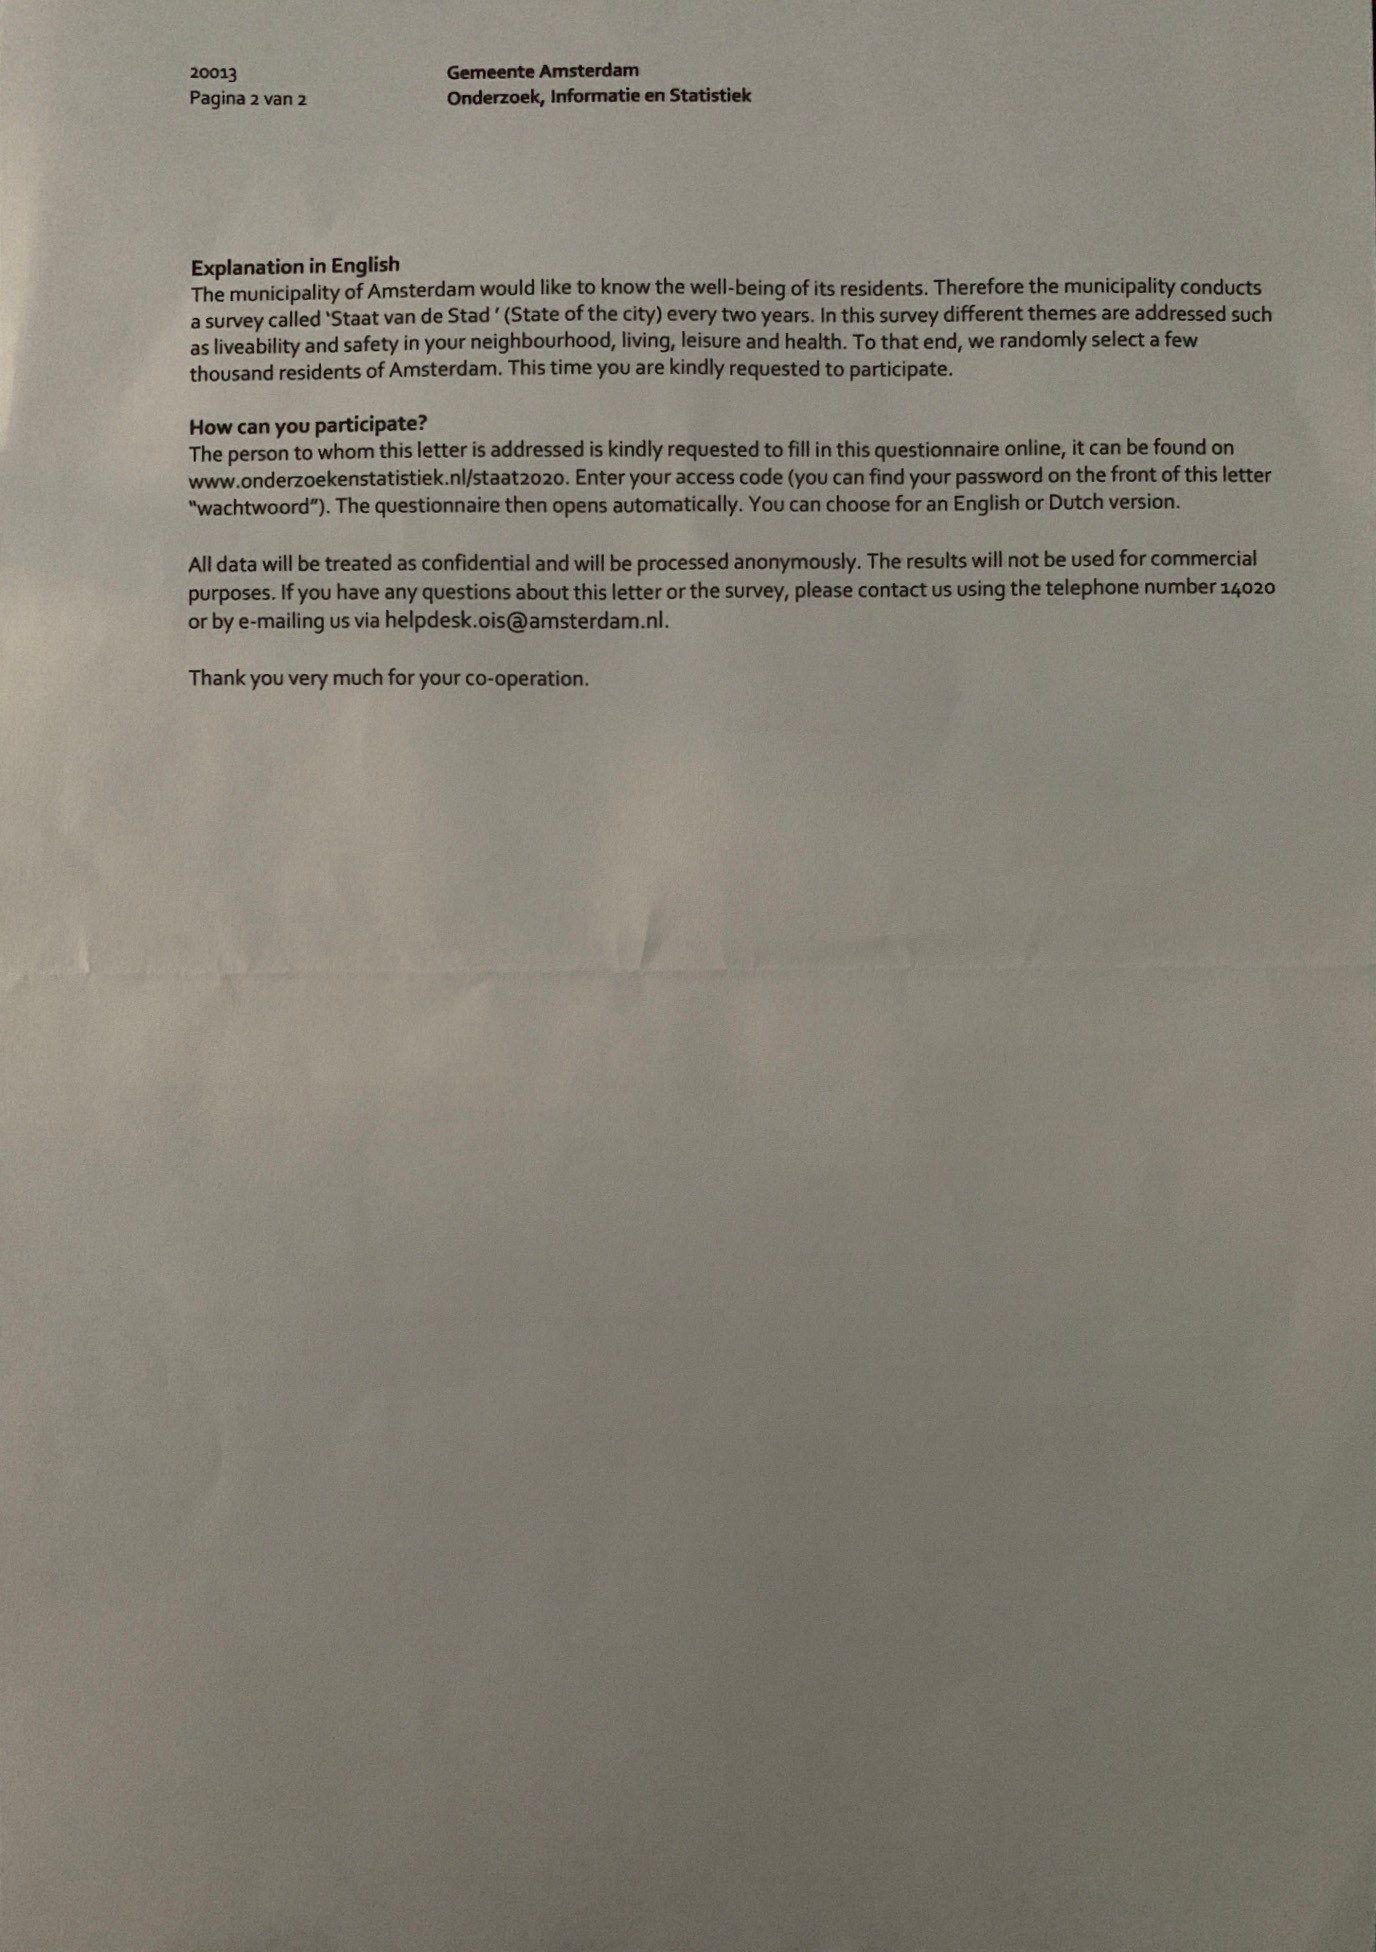 20013
Pagina 2 van 2
Gemeente Amsterdam
Onderzoek, Informatie en Statistiek
Explanation in English
The municipality of Amsterdam would like to know the well-being of its residents. Therefore the municipality conducts
a survey called ‘Staat van de Stad ’ (State of the city) every two years. In this survey different themes are addressed such
as liveability and safety in your neighbourhood, living, leisure and health. To that end, we randomly select a few
thousand residents of Amsterdam. This time you are kindly requested to participate.
How can you participate?
The person to whom this letter is addressed is kindly requested to fill in this questionnaire online, it can be found on
www.onderzoekenstatistiek.nl/staat2020. Enter your access code (you can find your password on the front of this letter
“wachtwoord”). The questionnaire then opens automatically. You can choose for an English or Dutch version.
All data will be treated as confidential and will be processed anonymously. The results will not be used for commercial
purposes. If you have any questions about this letter or the survey, please contact us using the telephone number 14020
or by e-mailing us via helpdesk.ois@amsterdam.nl.
Thank you very much for your co-operation.